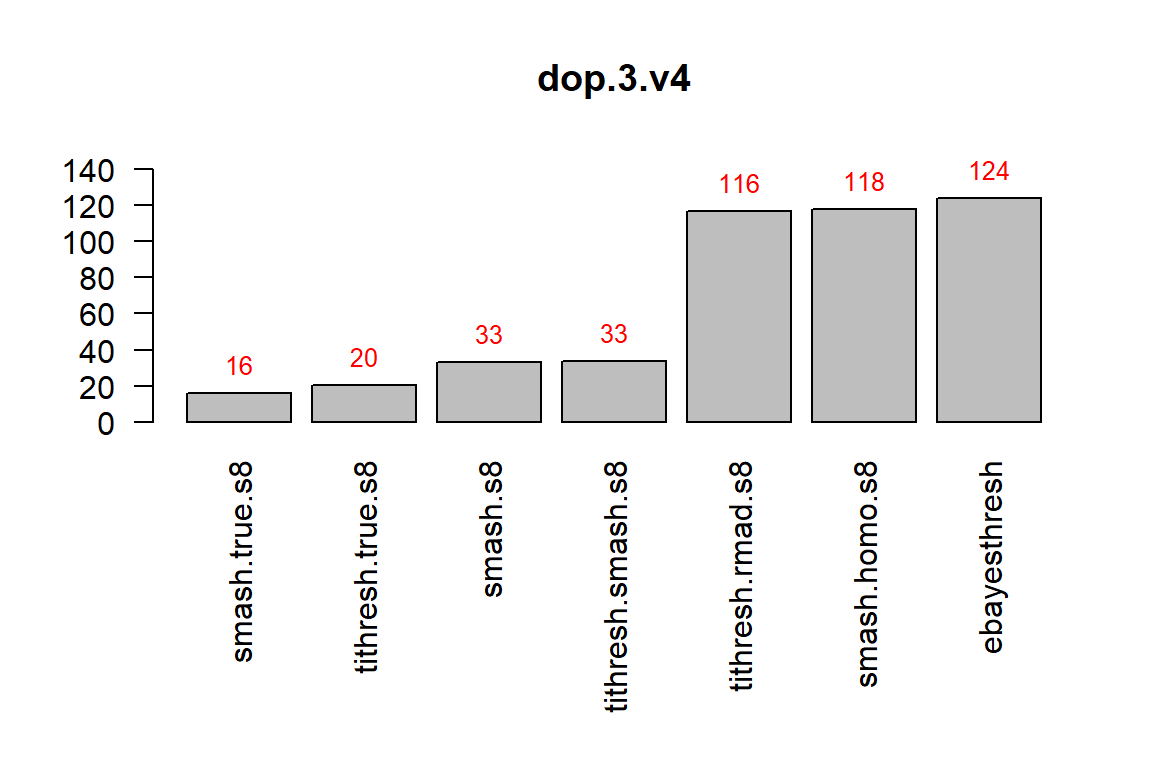 dop.3.v4
140
120
100
80
60
40
20
0
16
20
33
33
116
118
124
smash.true.s8
tithresh.true.s8
smash.s8
tithresh.smash.s8
tithresh.rmad.s8
smash.homo.s8
ebayesthresh